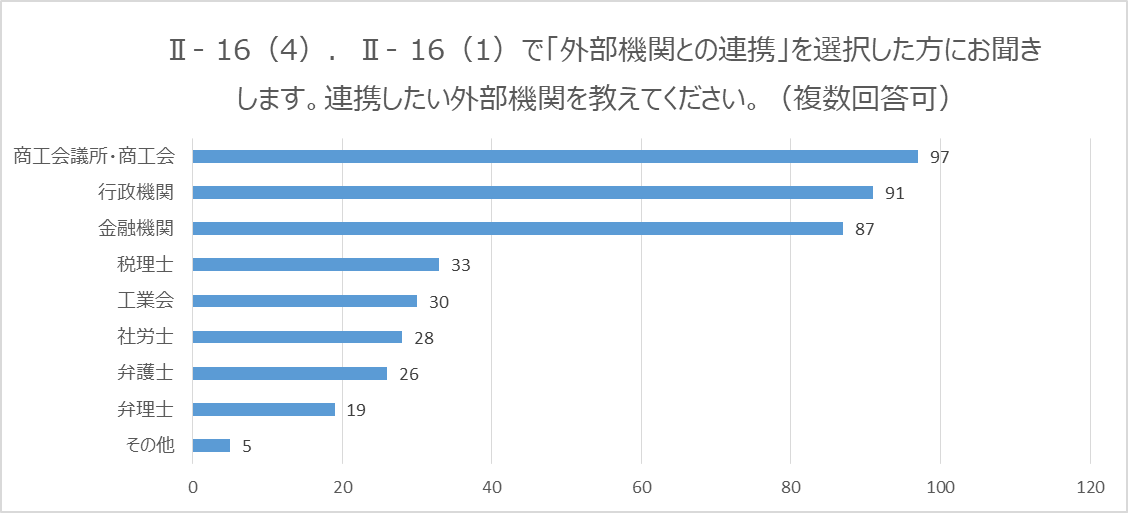 Ⅱ-16（4）．Ⅱ-16（1）で「外部機関との連携」を選択した方にお聞き
します。連携したい外部機関を教えてください。（複数回答可）
商工会議所・商工会 97
行政機関 91
金融機関 87
税理士 33
工業会 30
社労士 28
弁護士 26
弁理士 19
その他 5
0 20 40 60 80 100 120